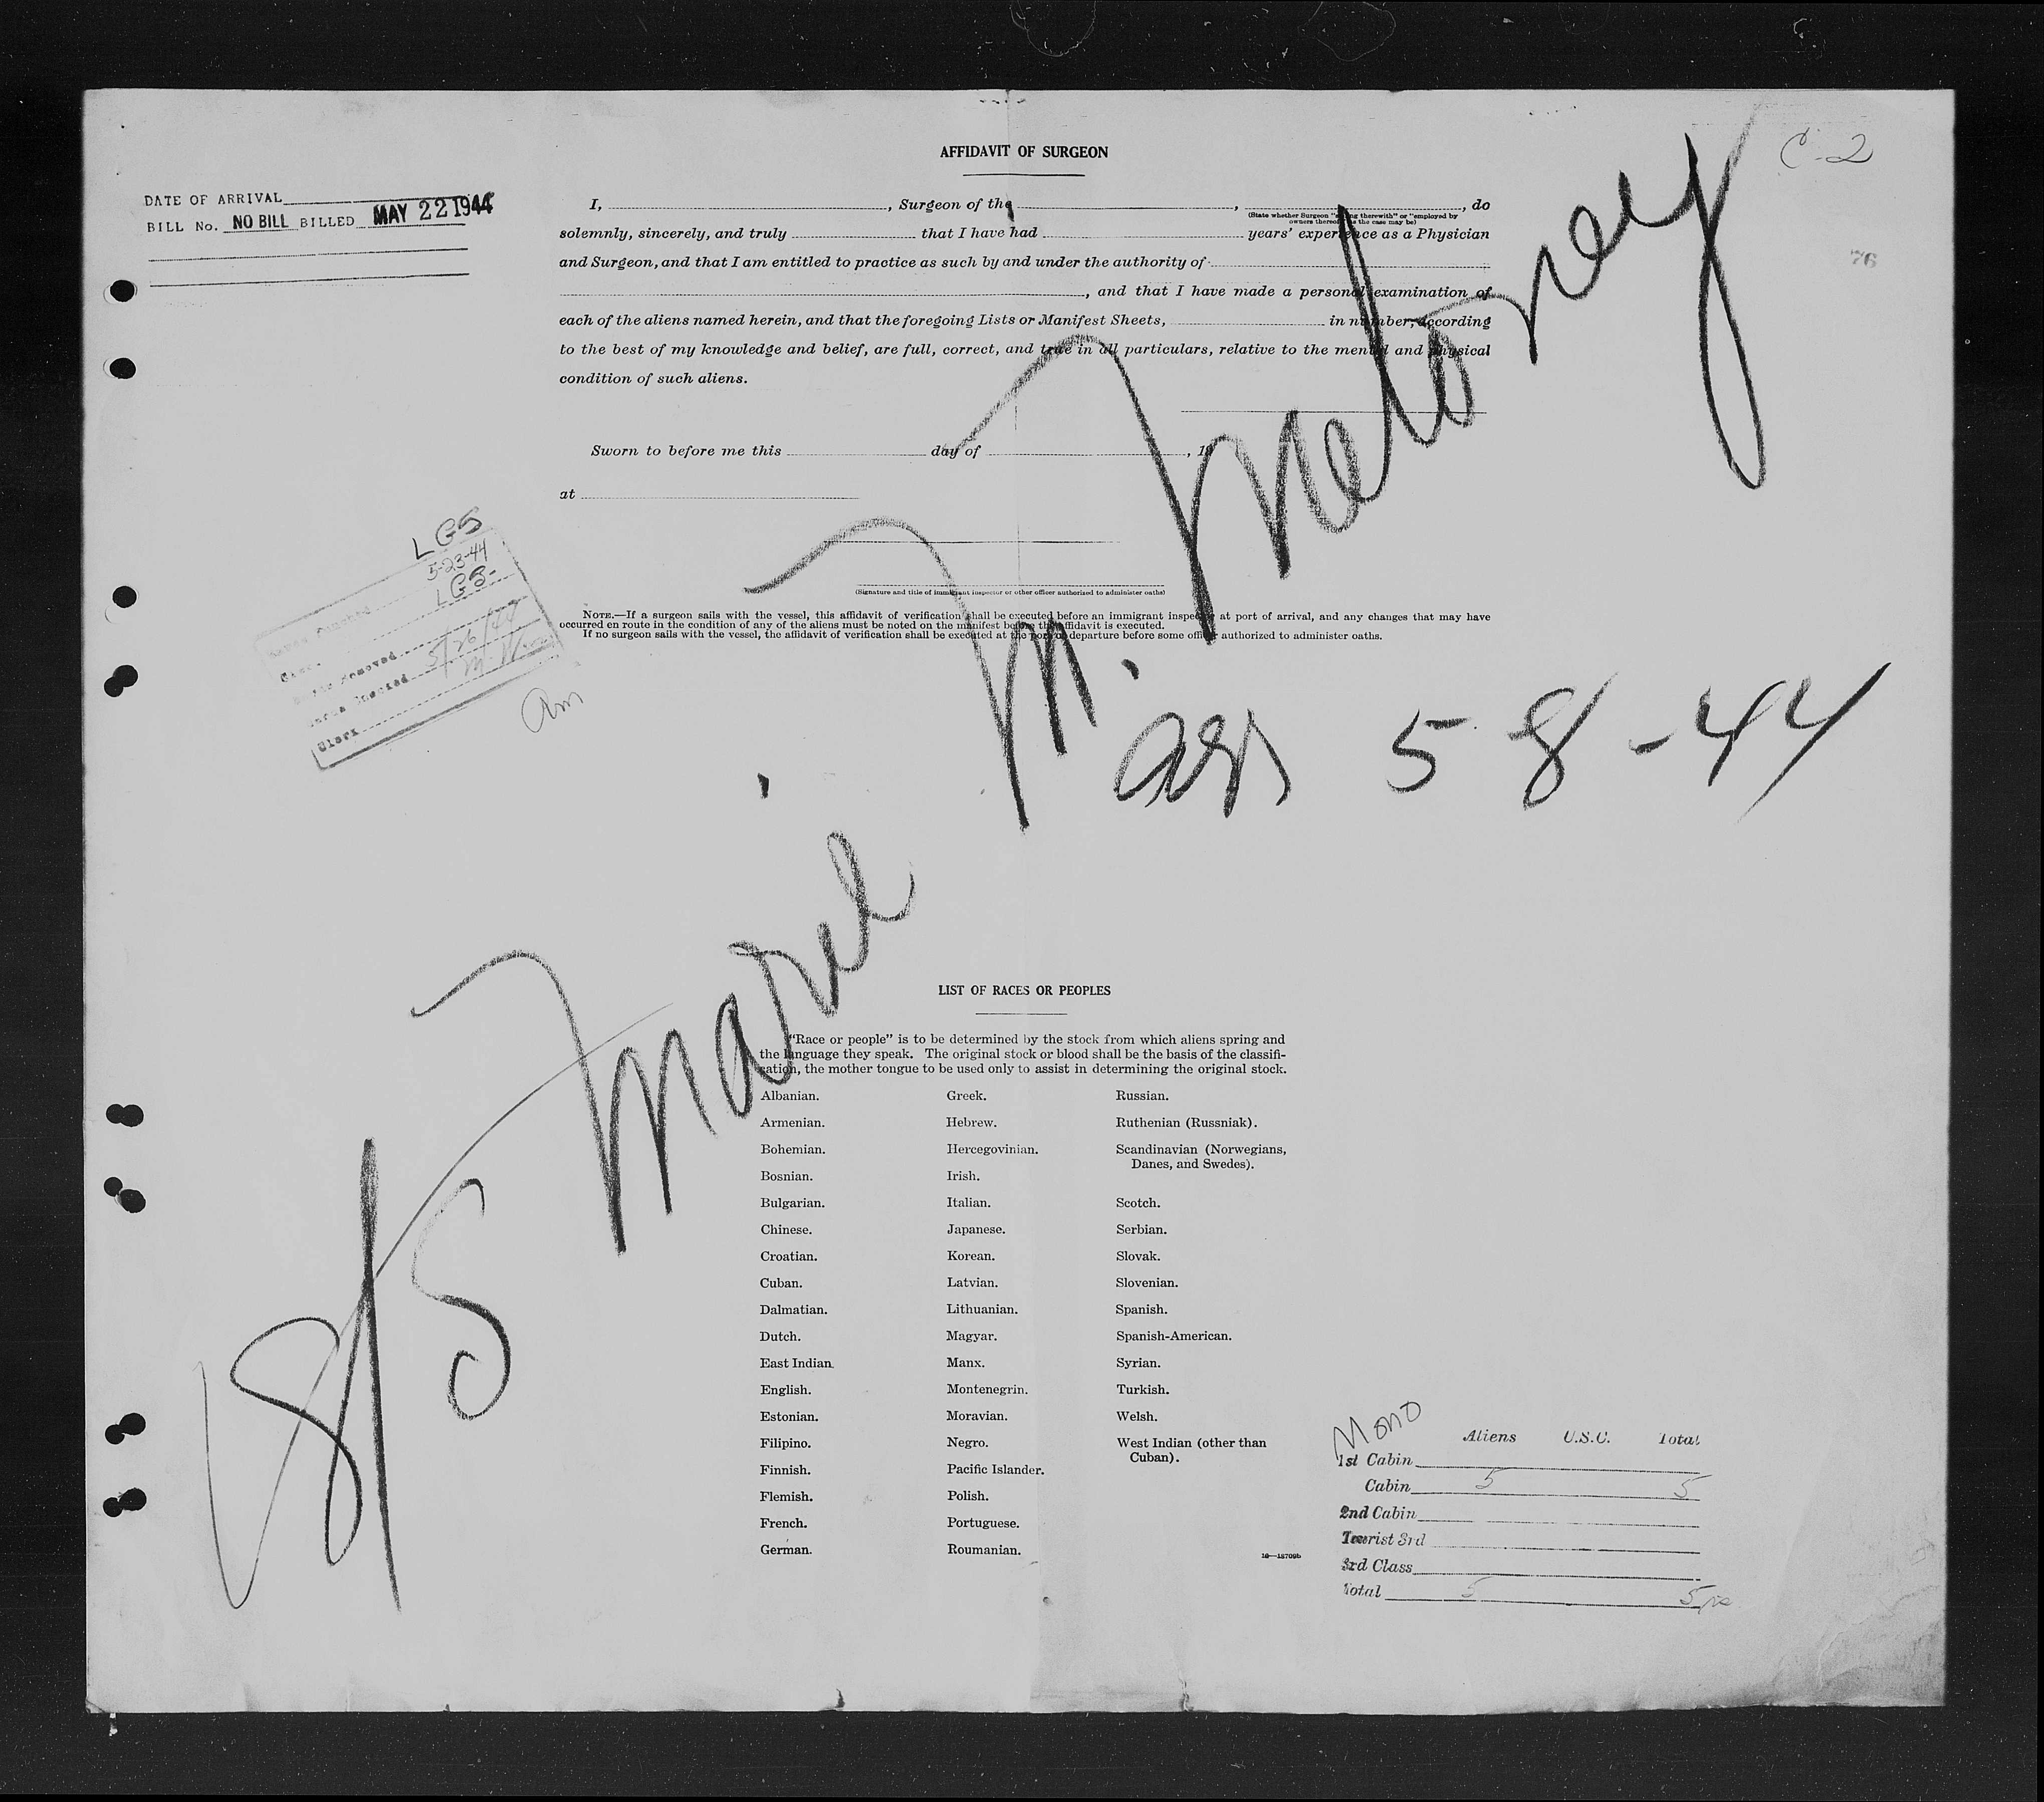 C-2
AFFIDAVIT OF SURGEON
DATE OF ARRIVAL
BILL No. NO BILL BILLED MAY 22 1944
76
I, , Surgeon of the , , do
(State whether Surgeon "sailing therewith" or "employed by
owners thereof," as the case may be)
solemnly, sincerely, and truly that I have had years' experience as a Physician
and Surgeon, and that I am entitled to practice as such by and under the authority of
, and that I have made a personal examination of
each of the aliens named herein, and that the foregoing Lists or Manifest Sheets, in number, according
to the best of my knowledge and belief, are full, correct, and true in all particulars, relative to the mental and physical
condition of such aliens.
Sworn to before me this day of , 19
at
(Signature and title of immigrant inspector or other officer authorized to administer oaths)
NOTE.—If a surgeon sails with the vessel, this affidavit of verification shall be executed before an immigrant inspector at port of arrival, and any changes that may have
occurred en route in the condition of any of the aliens must be noted on the manifest before the affidavit is executed.
If no surgeon sails with the vessel, the affidavit of verification shall be executed at the port of departure before some officer authorized to administer oaths.
LGS
5-23-44
LGS-
Removed
5/26/44
Clerk
am
S/S Marie M. Meloney
arr 5-8-44
LIST OF RACES OR PEOPLES
"Race or people" is to be determined by the stock from which aliens spring and
the language they speak. The original stock or blood shall be the basis of the classifi-
cation, the mother tongue to be used only to assist in determining the original stock.
Albanian.
Armenian.
Bohemian.
Bosnian.
Bulgarian.
Chinese.
Croatian.
Cuban.
Dalmatian.
Dutch.
East Indian.
English.
Estonian.
Filipino.
Finnish.
Flemish.
French.
German.
Greek.
Hebrew.
Hercegovinian.
Irish.
Italian.
Japanese.
Korean.
Latvian.
Lithuanian.
Magyar.
Manx.
Montenegrin.
Moravian.
Negro.
Pacific Islander.
Polish.
Portuguese.
Roumanian.
Russian.
Ruthenian (Russniak).
Scandinavian (Norwegians,
Danes, and Swedes).
Scotch.
Serbian.
Slovak.
Slovenian.
Spanish.
Spanish-American.
Syrian.
Turkish.
Welsh.
West Indian (other than
Cuban).
Mono
Aliens U.S.C. Total
1st Cabin
Cabin 5 5
2nd Cabin
Tourist 3rd
3rd Class
Total 5 5